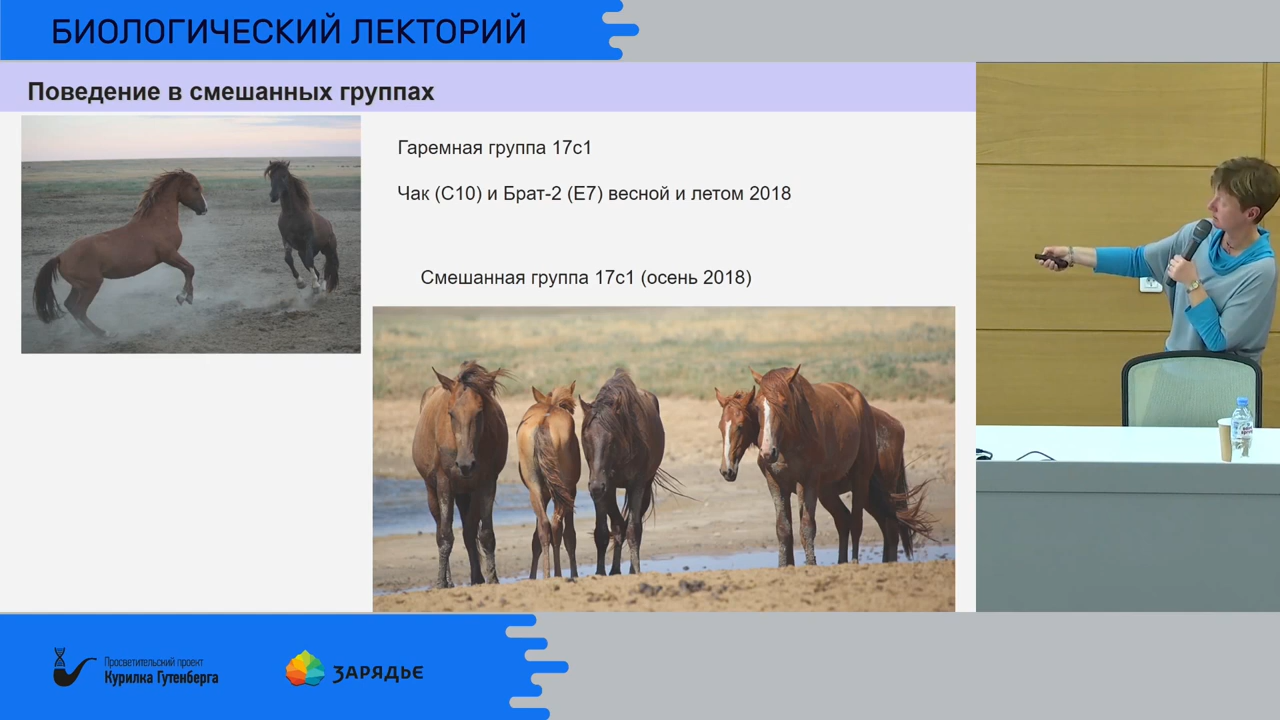 БИОЛОГИЧЕСКИЙ ЛЕКТОРИЙ
Поведение в смешанных группах
Гаремная группа 17с1
Чак (С10) и Брат-2 (Е7) весной и летом 2018
Смешанная группа 17с1 (осень 2018)
Просветительский проект
Курилка Гутенберга
ЗАРЯДЬЕ